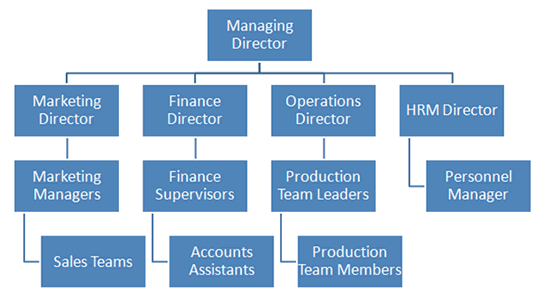 Managing
Director
Marketing
Director
Finance
Director
Operations
Director
HRM Director
Marketing
Managers
Finance
Supervisors
Production
Team Leaders
Personnel
Manager
Sales Teams
Accounts
Assistants
Production
Team Members